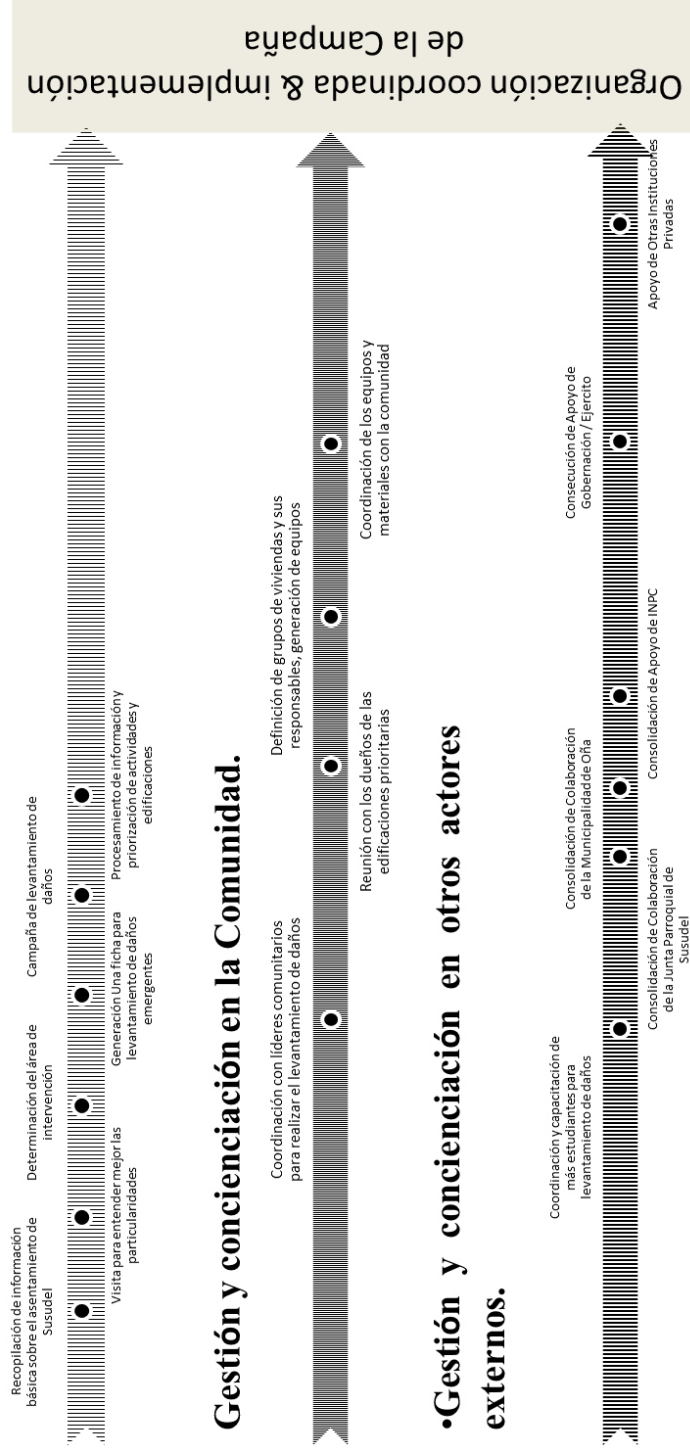 Recopilación de información
básica sobre el asentamiento de
Susudel
Visita para entender mejor las
particularidades
Determinación del área de
intervención
Generación Una ficha para
levantamiento de daños
emergentes
Campaña de levantamiento de
daños
Procesamiento de información y
priorización de actividades y
edificaciones
Gestión y concienciación en la Comunidad.
Coordinación con líderes comunitarios
para realizar el levantamiento de daños
Reunión con los dueños de las
edificaciones prioritarias
Definición de grupos de viviendas y sus
responsables, generación de equipos
Coordinación de los equipos y
materiales con la comunidad
•Gestión y concienciación en otros actores
externos.
Coordinación y capacitación de
más estudiantes para
levantamiento de daños
Consolidación de Colaboración
de la Junta Parroquial de
Susudel
Consolidación de Colaboración
de la Municipalidad de Oña
Consolidación de Apoyo de INPC
Consecución de Apoyo de
Gobernación / Ejercito
Apoyo de Otras Instituciones
Privadas
Organización coordinada & implementación
de la Campaña